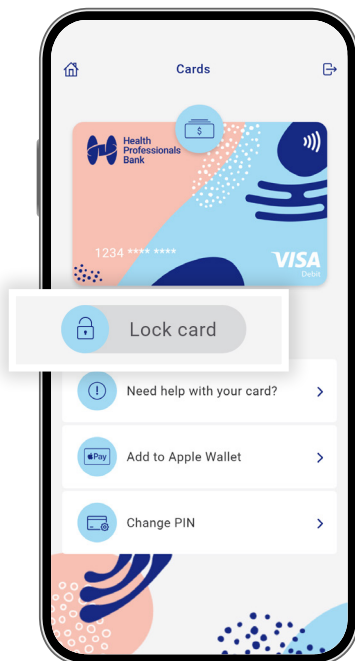 Cards
$
Health
Professionals
Bank
1234 **** ****
VISA
Debit
Lock card
! Need help with your card?
Pay Add to Apple Wallet
Change PIN